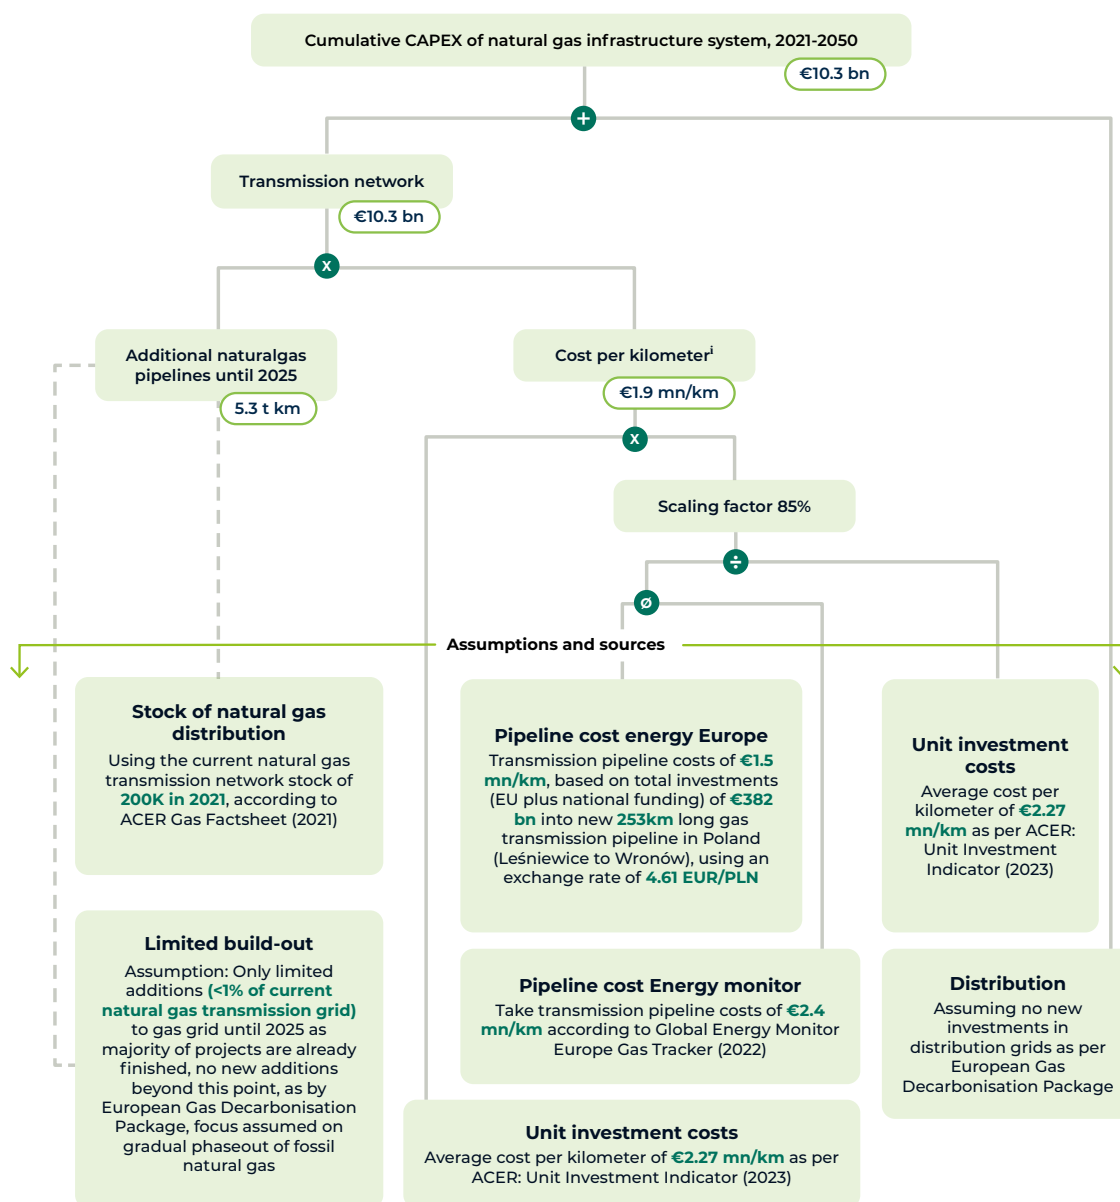 Cumulative CAPEX of natural gas infrastructure system, 2021-2050
€10.3 bn
+
Transmission network
€10.3 bn
X
Additional naturalgas
pipelines until 2025
5.3 t km
Cost per kilometerⁱ
€1.9 mn/km
X
Scaling factor 85%
÷
Ø
Assumptions and sources
Stock of natural gas
distribution
Using the current natural gas
transmission network stock of
200K in 2021, according to
ACER Gas Factsheet (2021)
Pipeline cost energy Europe
Transmission pipeline costs of €1.5
mn/km, based on total investments
(EU plus national funding) of €382
bn into new 253km long gas
transmission pipeline in Poland
(Leśniewice to Wronów), using an
exchange rate of 4.61 EUR/PLN
Unit investment
costs
Average cost per
kilometer of €2.27
mn/km as per ACER:
Unit Investment
Indicator (2023)
Limited build-out
Assumption: Only limited
additions (<1% of current
natural gas transmission grid)
to gas grid until 2025 as
majority of projects are already
finished, no new additions
beyond this point, as by
European Gas Decarbonisation
Package, focus assumed on
gradual phaseout of fossil
natural gas
Pipeline cost Energy monitor
Take transmission pipeline costs of €2.4
mn/km according to Global Energy Monitor
Europe Gas Tracker (2022)
Distribution
Assuming no new
investments in
distribution grids as per
European Gas
Decarbonisation Package
Unit investment costs
Average cost per kilometer of €2.27 mn/km as per
ACER: Unit Investment Indicator (2023)